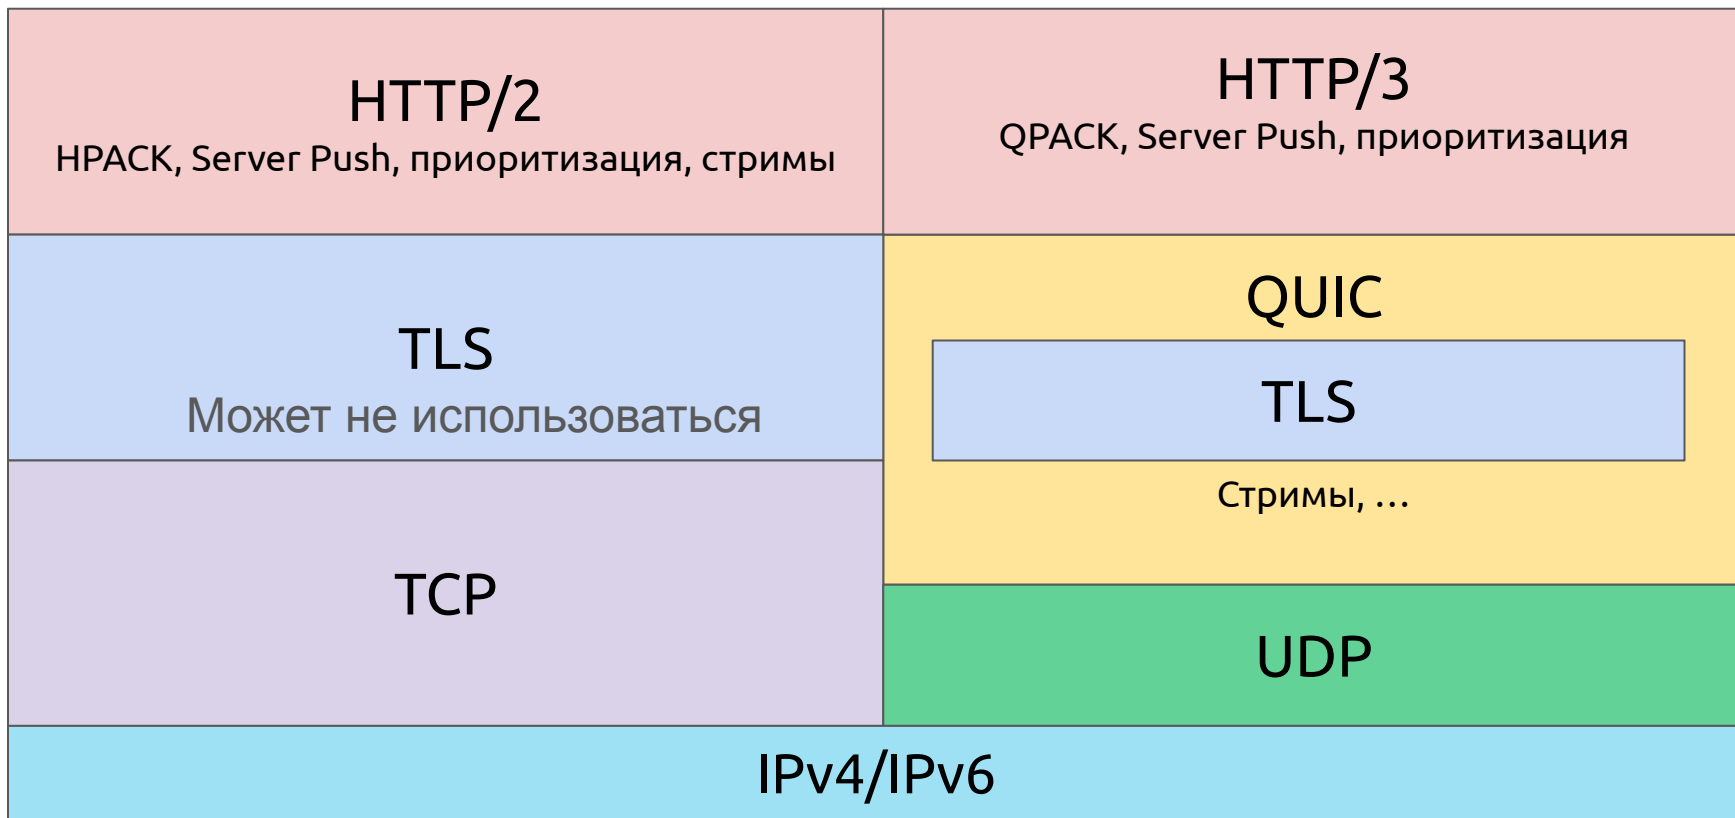 HTTP/2
HPACK, Server Push, приоритизация, стримы
HTTP/3
QPACK, Server Push, приоритизация
TLS
Может не использоваться
QUIC
TLS
Стримы, …
TCP
UDP
IPv4/IPv6